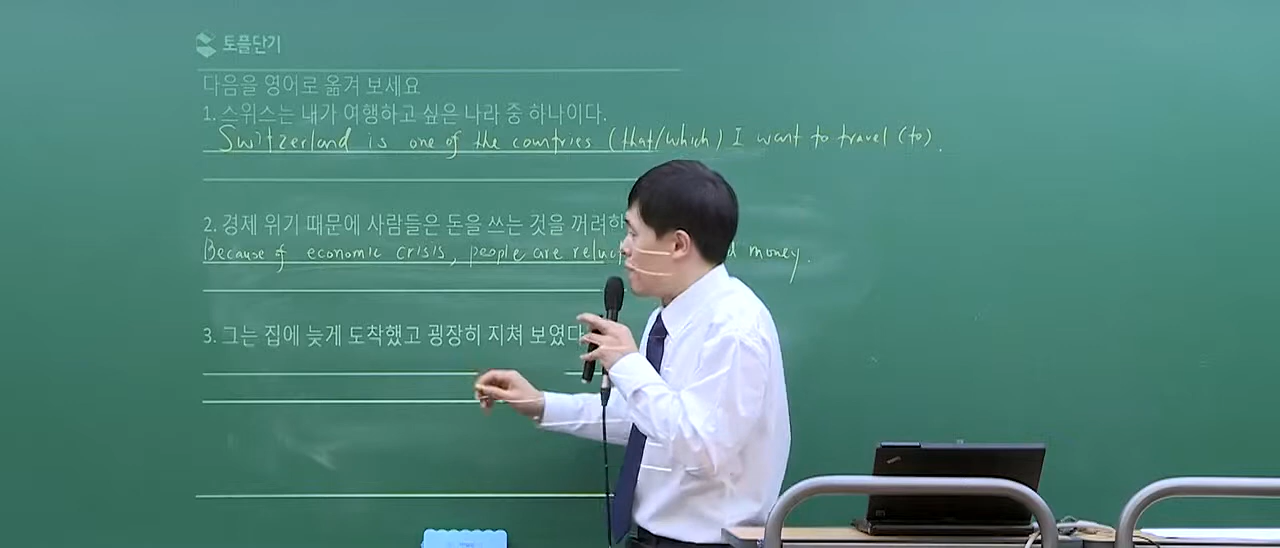 토플단기
다음을 영어로 옮겨 보세요
1. 스위스는 내가 여행하고 싶은 나라 중 하나이다.
Switzerland is one of the countries (that/which) I want to travel (to).
2. 경제 위기 때문에 사람들은 돈을 쓰는 것을 꺼려하
Because of economic crisis, people are reluc money.
3. 그는 집에 늦게 도착했고 굉장히 지쳐 보였다